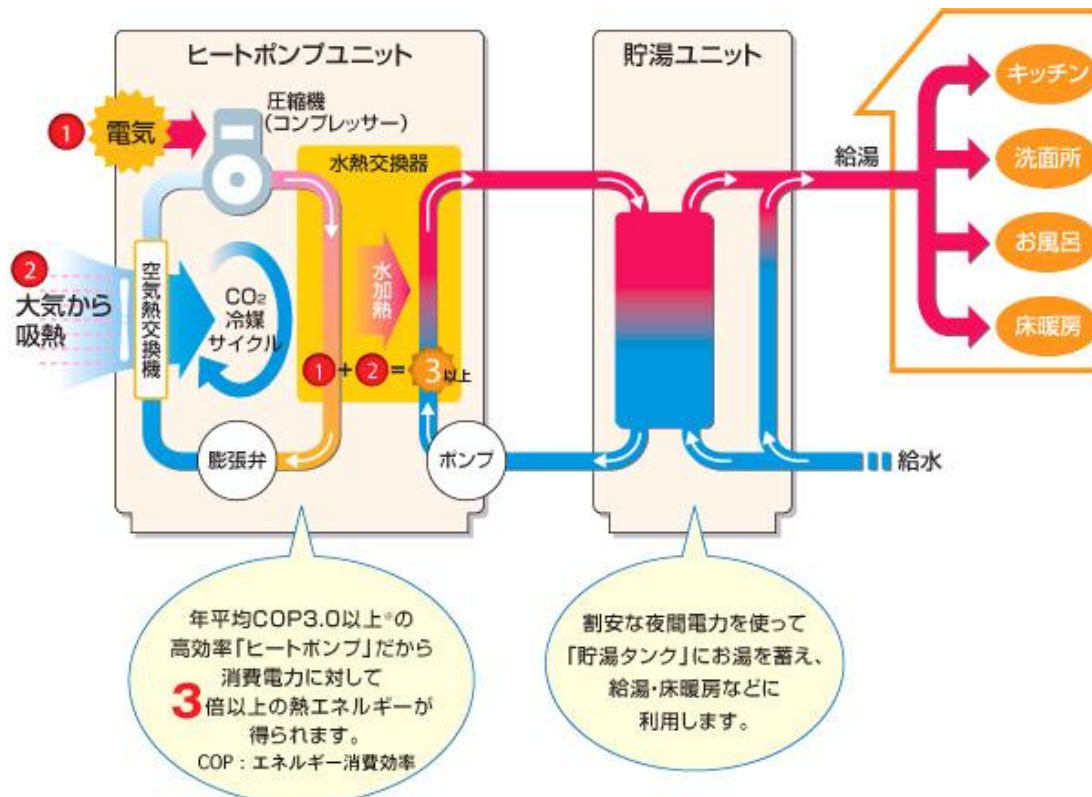 ヒートポンプユニット
貯湯ユニット
圧縮機
(コンプレッサー)
1
電気
水熱交換器
給湯
キッチン
洗面所
お風呂
床暖房
2
大気から
吸熱
空気熱交換機
CO₂
冷媒
サイクル
水加熱
1+2=3以上
膨張弁
ポンプ
給水
年平均COP3.0以上※の
高効率「ヒートポンプ」だから
消費電力に対して
3倍以上の熱エネルギーが
得られます。
COP：エネルギー消費効率
割安な夜間電力を使って
「貯湯タンク」にお湯を蓄え、
給湯・床暖房などに
利用します。